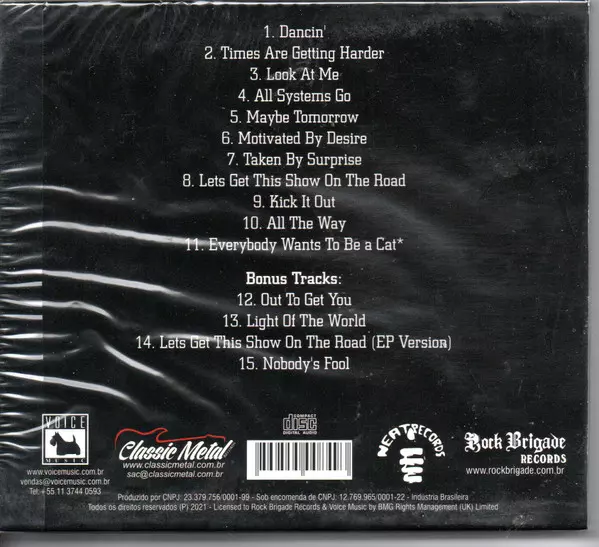 1. Dancin'
2. Times Are Getting Harder
3. Look At Me
4. All Systems Go
5. Maybe Tomorrow
6. Motivated By Desire
7. Taken By Surprise
8. Lets Get This Show On The Road
9. Kick It Out
10. All The Way
11. Everybody Wants To Be a Cat*
Bonus Tracks:
12. Out To Get You
13. Light Of The World
14. Lets Get This Show On The Road (EP Version)
15. Nobody's Fool
VOICE
MUSIC
www.voicemusic.com.br
vendas@voicemusic.com.br
Tel: +55 11 3744 0593
Classic Metal
www.classicmetal.com.br
sac@classicmetal.com.br
COMPACT
disc
DIGITAL AUDIO
NEAT RECORDS
Rock Brigade
RECORDS
www.rockbrigade.com.br
Produzido por CNPJ: 23.379.756/0001-99 - Sob encomenda de CNPJ: 12.769.965/0001-22 - Indústria Brasileira
Todos os direitos reservados (P) 2021 - Licensed to Rock Brigade Records & Voice Music by BMG Rights Management (UK) Limited